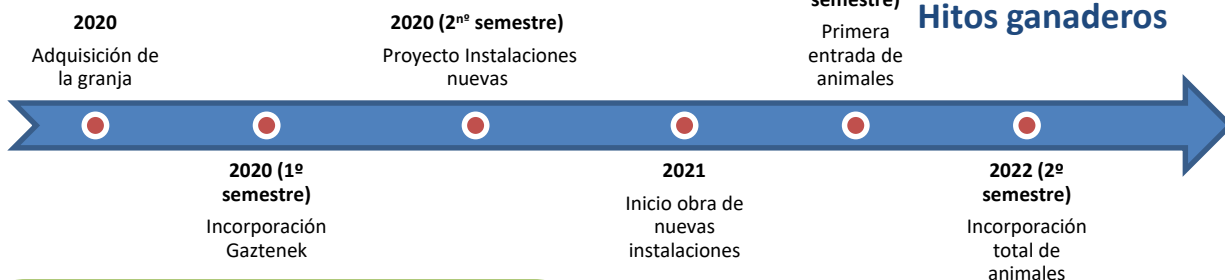 Hitos ganaderos
2020
Adquisición de
la granja
2020 (1º
semestre)
Incorporación
Gaztenek
2020 (2ⁿº semestre)
Proyecto Instalaciones
nuevas
2021
Inicio obra de
nuevas
instalaciones
semestre)
Primera
entrada de
animales
2022 (2º
semestre)
Incorporación
total de
animales